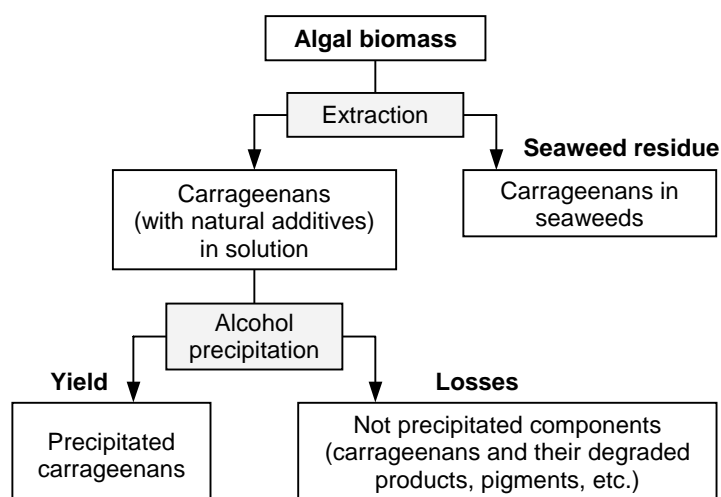 Algal biomass
Extraction
Seaweed residue
Carrageenans
(with natural additives)
in solution
Carrageenans in
seaweeds
Alcohol
precipitation
Yield
Losses
Precipitated
carrageenans
Not precipitated components
(carrageenans and their degraded
products, pigments, etc.)